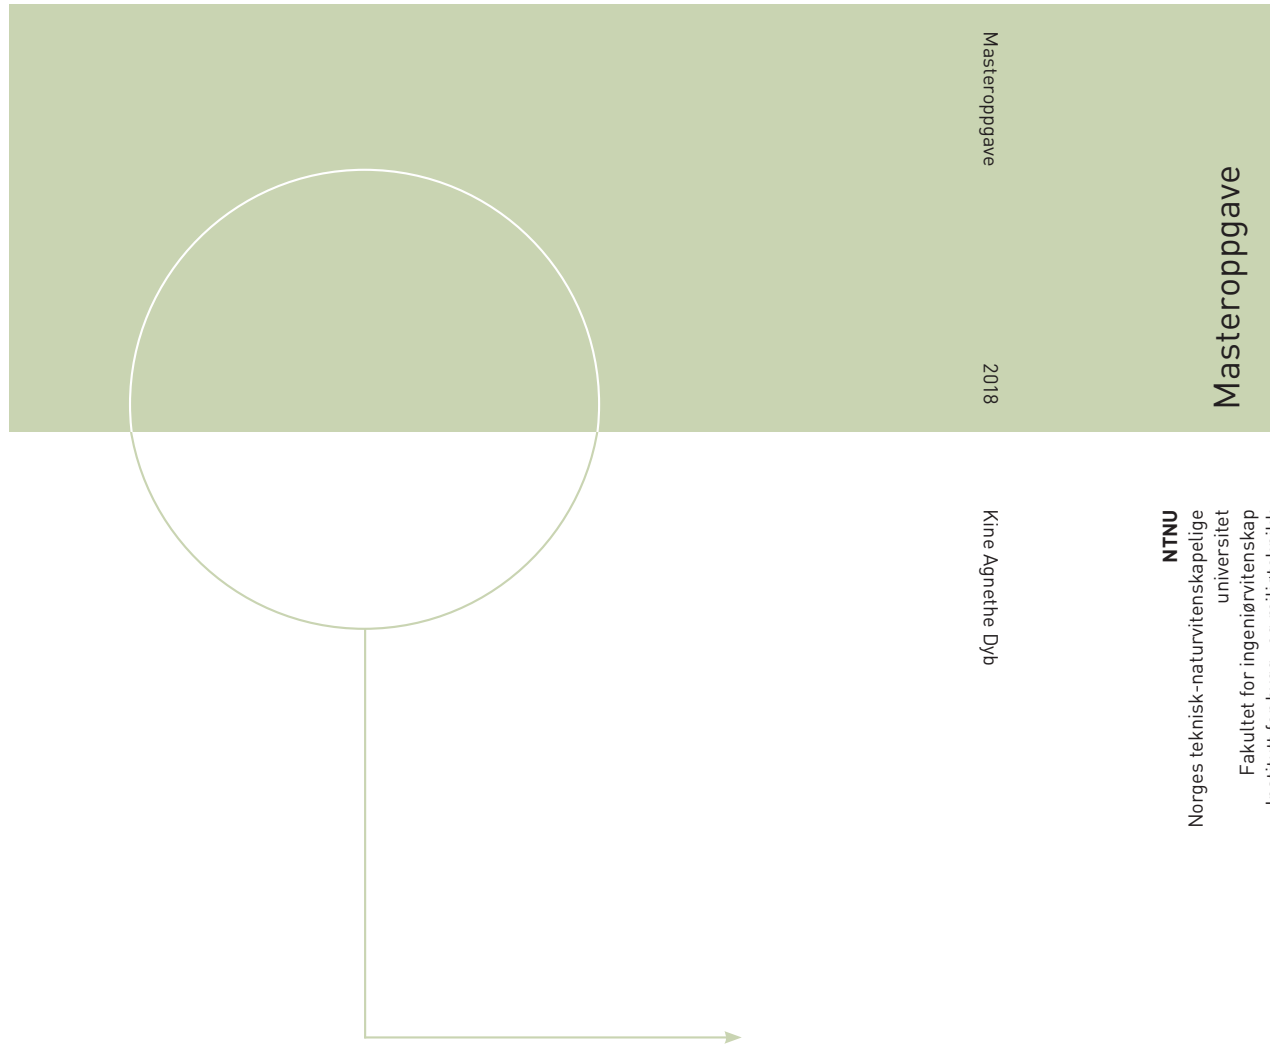 Masteroppgave
2018
Kine Agnethe Dyb
Masteroppgave
NTNU
Norges teknisk-naturvitenskapelige
universitet
Fakultet for ingeniørvitenskap